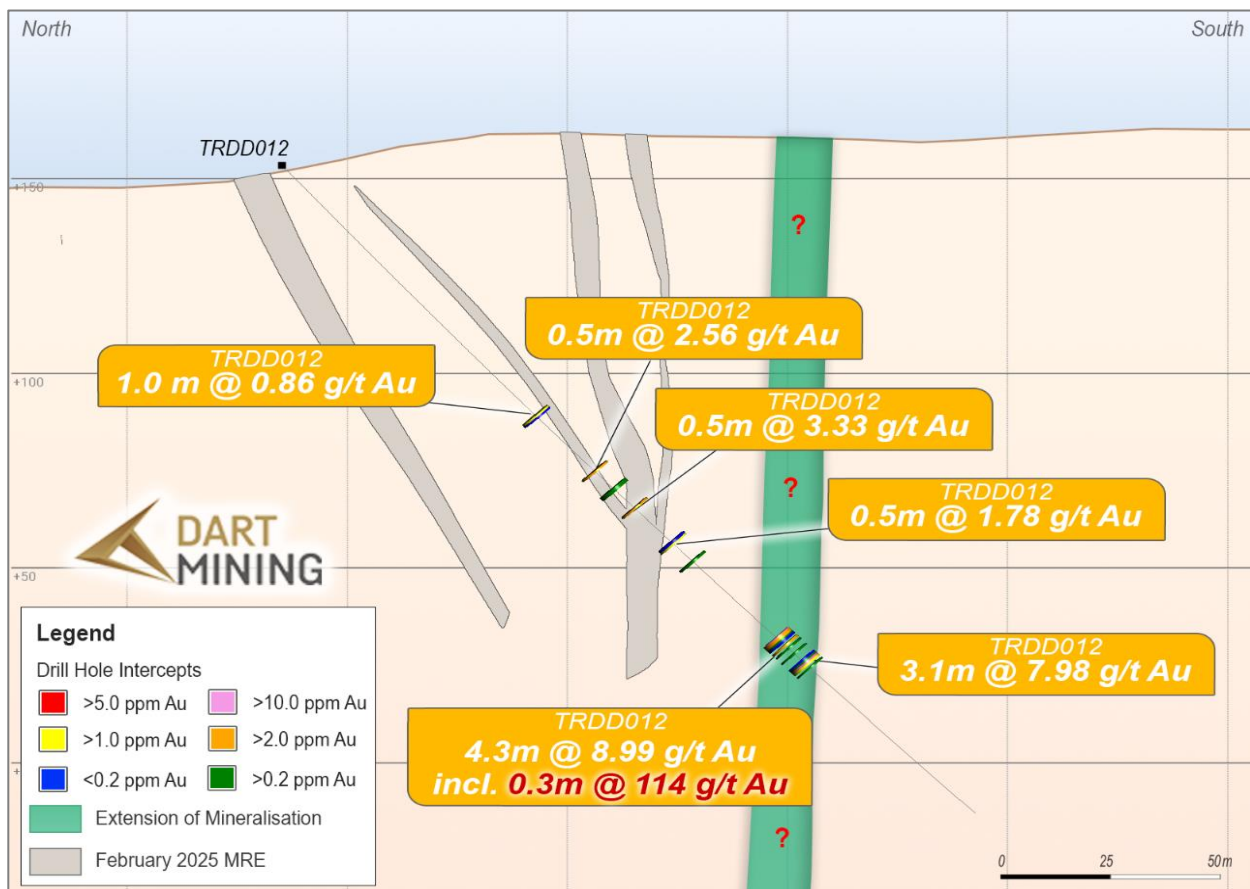 North
South
TRDD012
+150
TRDD012
0.5m @ 2.56 g/t Au
TRDD012
1.0 m @ 0.86 g/t Au
+100
TRDD012
0.5m @ 3.33 g/t Au
TRDD012
0.5m @ 1.78 g/t Au
DART
MINING
+50
TRDD012
3.1m @ 7.98 g/t Au
TRDD012
4.3m @ 8.99 g/t Au
incl. 0.3m @ 114 g/t Au
?
?
?
Legend
Drill Hole Intercepts
>5.0 ppm Au
>10.0 ppm Au
>1.0 ppm Au
>2.0 ppm Au
<0.2 ppm Au
>0.2 ppm Au
Extension of Mineralisation
February 2025 MRE
0 25 50m